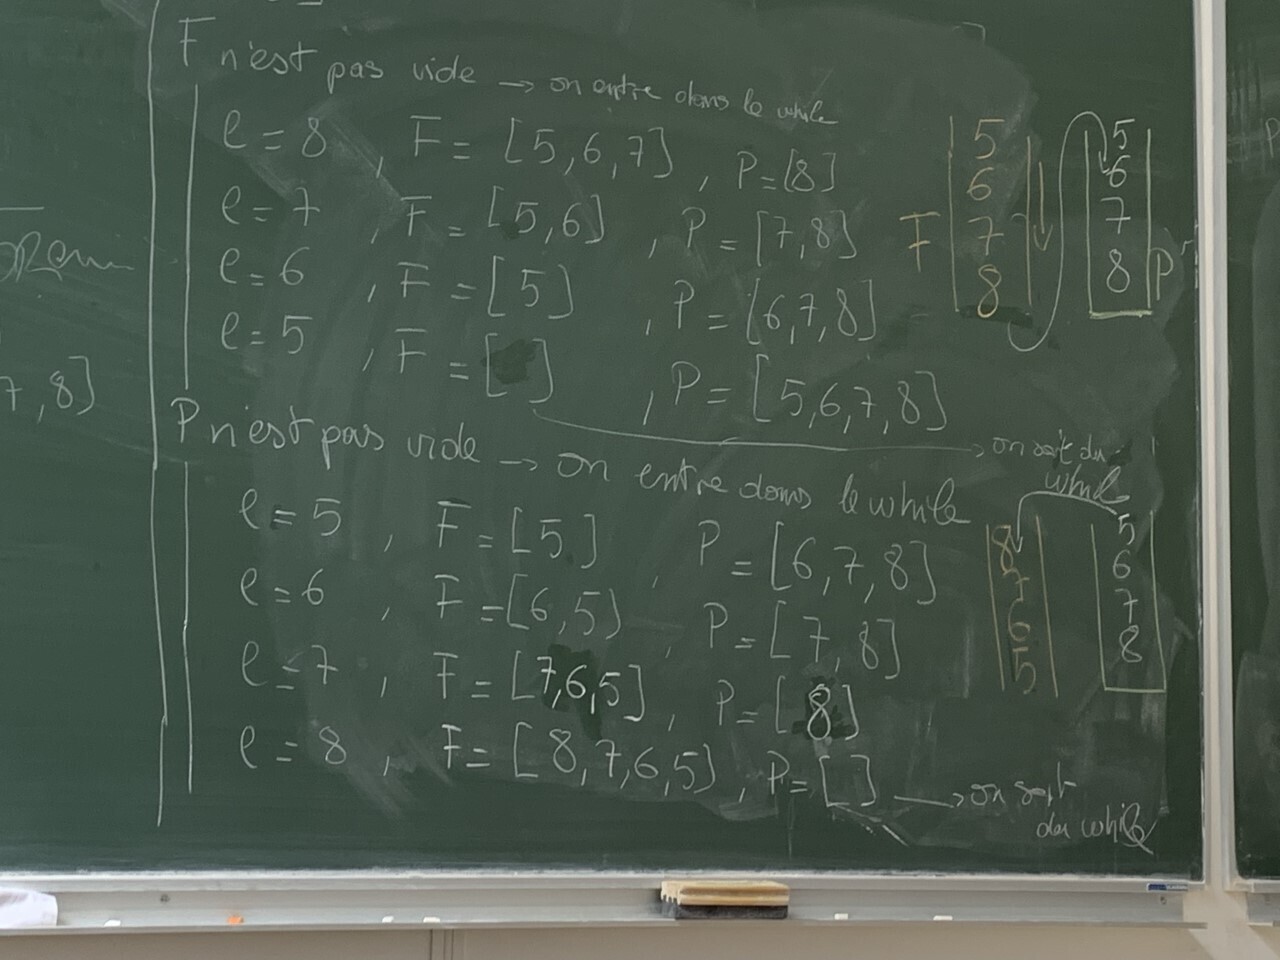 F n'est pas vide → on entre dans le while
e = 8 , F = [5,6,7] , P = [8]
e = 7 , F = [5,6] , P = [7,8]
e = 6 , F = [5] , P = [6,7,8]
e = 5 , F = [ ] , P = [5,6,7,8]
→ on sort du
while
P n'est pas vide → on entre dans le while
e = 5 , F = [5] , P = [6,7,8]
e = 6 , F = [6,5] , P = [7,8]
e = 7 , F = [7,6,5] , P = [8]
e = 8 , F = [8,7,6,5] , P = [ ] → on sort
du while
F
5
6
7
8
5
6
7
8 P
8
7
6
5
5
6
7
8
7,8]